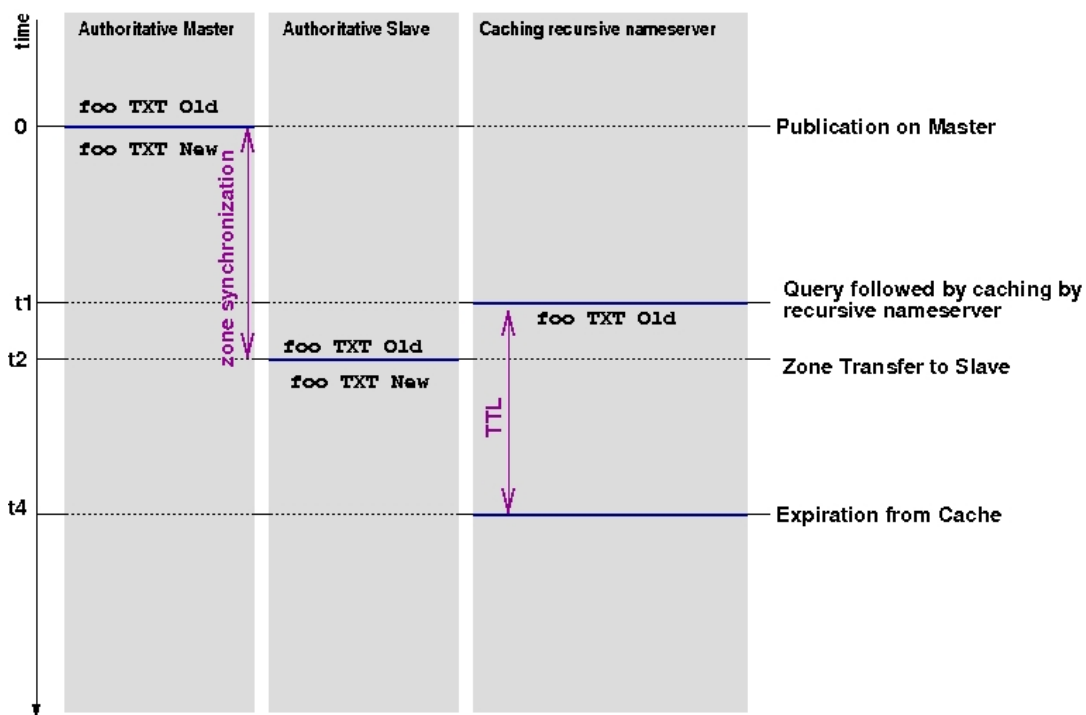 time
Authoritative Master
Authoritative Slave
Caching recursive nameserver
foo TXT Old
0
Publication on Master
foo TXT New
zone synchronization
t1
Query followed by caching by
recursive nameserver
foo TXT Old
foo TXT Old
t2
Zone Transfer to Slave
foo TXT New
TTL
t4
Expiration from Cache